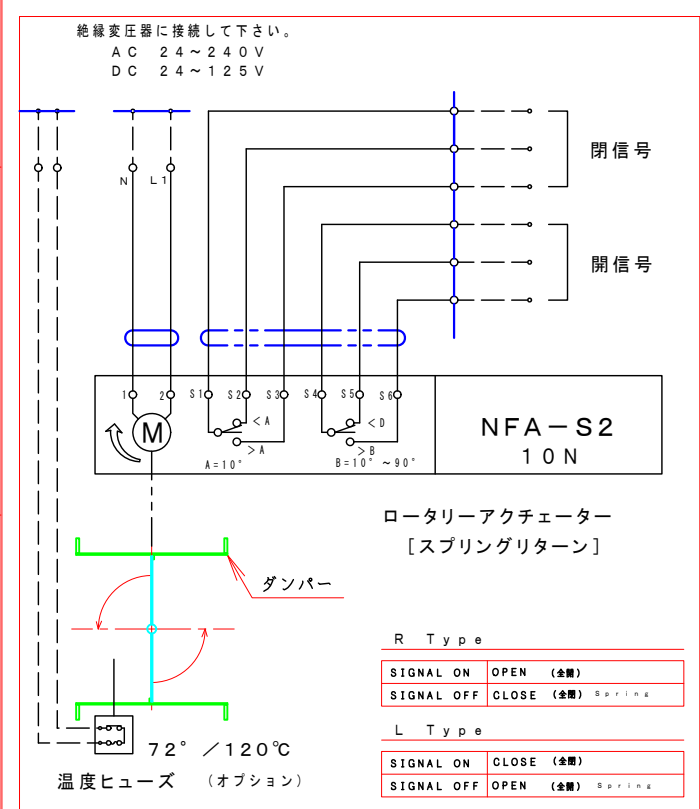 絶縁変圧器に接続して下さい。
AC 24~240V
DC 24~125V
N L1
閉信号
開信号
1 2 S1 S2 S3 S4 S5 S6
M
<A
>A
A=10°
<D
>B
B=10° ~90°
NFA-S2
10N
ロータリーアクチェーター
[スプリングリターン]
ダンパー
R Type
SIGNAL ON OPEN (全開)
SIGNAL OFF CLOSE (全閉) Spring
L Type
SIGNAL ON CLOSE (全閉)
SIGNAL OFF OPEN (全開) Spring
72° /120℃
温度ヒューズ (オプション)